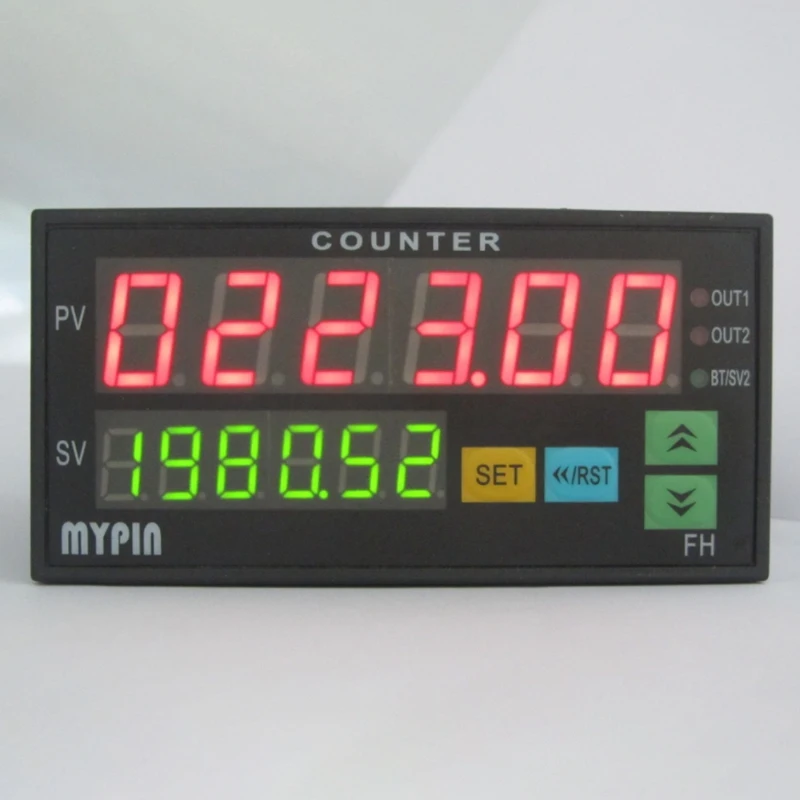 COUNTER
PV 0223.00 OUT1
OUT2
BT/SV2
SV 1980.52 SET «/RST
MYPIN FH